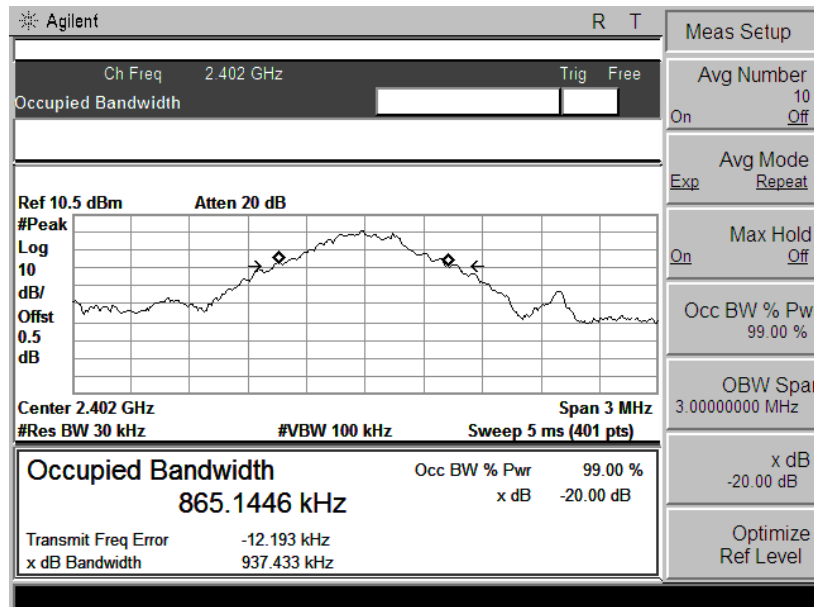 Agilent R T
Ch Freq 2.402 GHz Trig Free
Occupied Bandwidth
Ref 10.5 dBm Atten 20 dB
#Peak
Log
10
dB/
Offst
0.5
dB
Center 2.402 GHz Span 3 MHz
#Res BW 30 kHz #VBW 100 kHz Sweep 5 ms (401 pts)
Occupied Bandwidth Occ BW % Pwr 99.00 %
865.1446 kHz x dB -20.00 dB
Transmit Freq Error -12.193 kHz
x dB Bandwidth 937.433 kHz
Meas Setup
Avg Number
10
On Off
Avg Mode
Exp Repeat
Max Hold
On Off
Occ BW % Pw
99.00 %
OBW Spa
3.00000000 MHz
x dB
-20.00 dB
Optimize
Ref Level